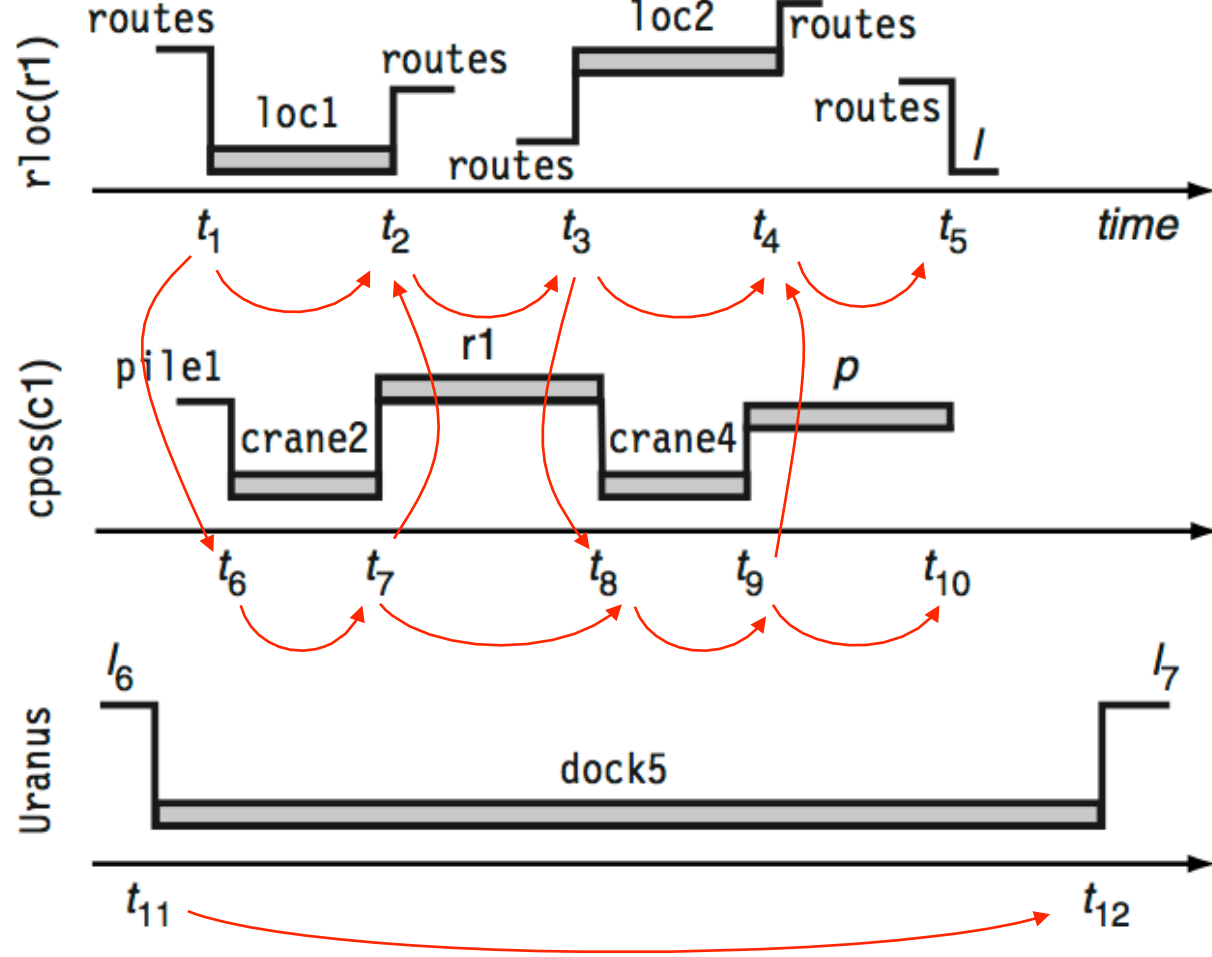 routes
loc2
routes
routes
loc1
routes
routes
l
rloc(r1)
t1 t2 t3 t4 t5 time
r1
pile1
p
crane2
crane4
cpos(c1)
t6 t7 t8 t9 t10
l6
l7
dock5
Uranus
t11 t12